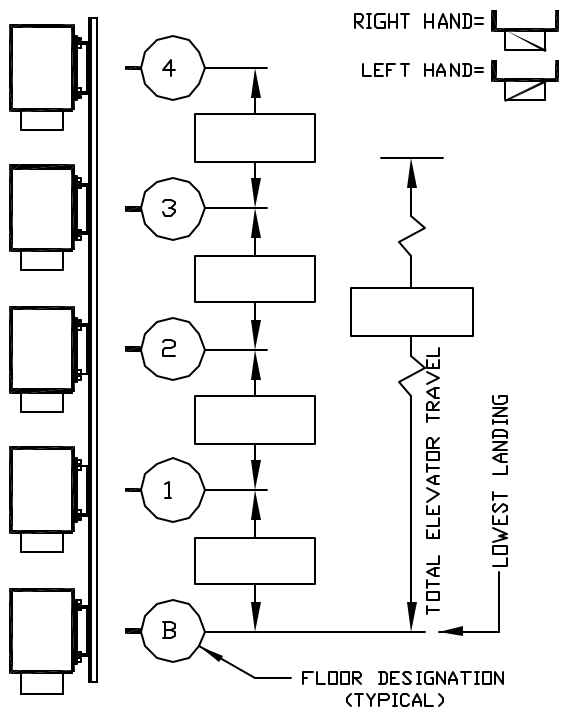 RIGHT HAND=
LEFT HAND=
4
3
2
1
B
TOTAL ELEVATOR TRAVEL
LOWEST LANDING
FLOOR DESIGNATION
(TYPICAL)